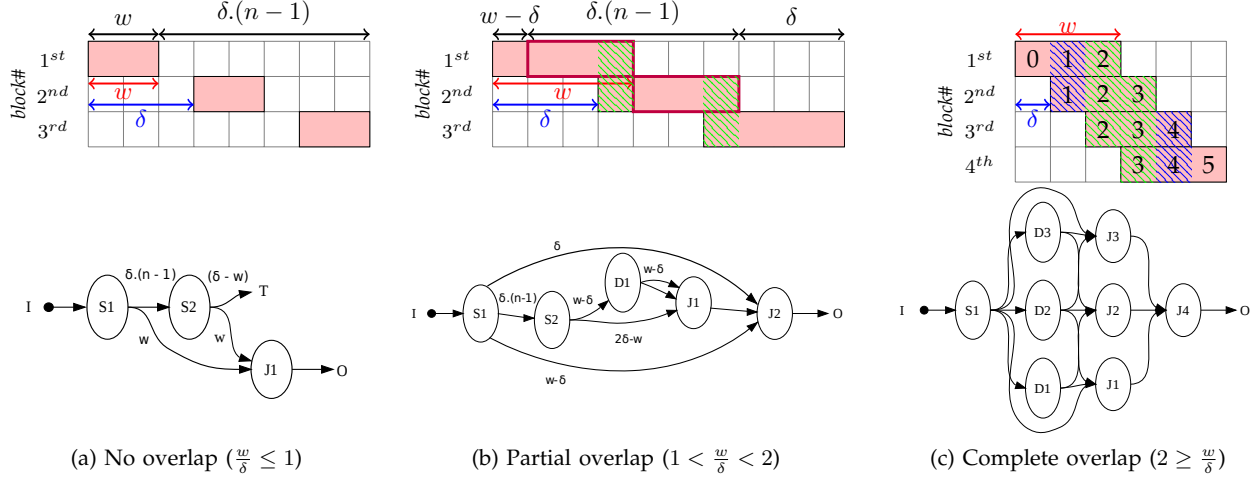 w
δ.(n − 1)
block#
1st
2nd
3rd
w
δ
w − δ
δ.(n − 1)
δ
block#
1st
2nd
3rd
w
δ
w
block#
1st
2nd
3rd
4th
0 1 2
1 2 3
2 3 4
3 4 5
δ
I
S1
δ.(n - 1)
S2
(δ - w)
T
w
w
J1
O
I
S1
δ.(n-1)
S2
w-δ
D1
w-δ
J1
2δ-w
δ
w-δ
J2
O
I
S1
D3
D2
D1
J3
J2
J1
J4
O
(a) No overlap (w/δ ≤ 1)
(b) Partial overlap (1 < w/δ < 2)
(c) Complete overlap (2 ≥ w/δ)